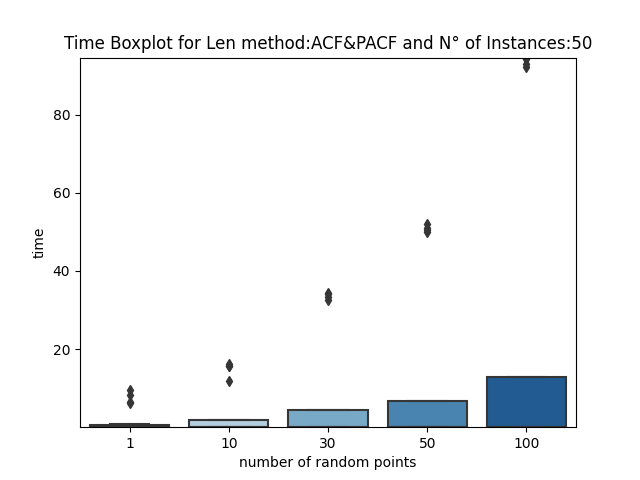 Time Boxplot for Len method:ACF&PACF and N° of Instances:50
80
60
40
20
time
1 10 30 50 100
number of random points